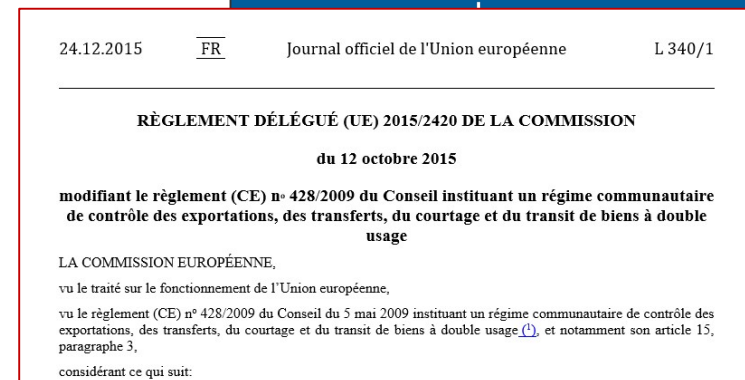 24.12.2015 FR Journal officiel de l'Union européenne L 340/1
RÈGLEMENT DÉLÉGUÉ (UE) 2015/2420 DE LA COMMISSION
du 12 octobre 2015
modifiant le règlement (CE) nº 428/2009 du Conseil instituant un régime communautaire
de contrôle des exportations, des transferts, du courtage et du transit de biens à double
usage
LA COMMISSION EUROPÉENNE,
vu le traité sur le fonctionnement de l'Union européenne,
vu le règlement (CE) nº 428/2009 du Conseil du 5 mai 2009 instituant un régime communautaire de contrôle des
exportations, des transferts, du courtage et du transit de biens à double usage (¹), et notamment son article 15,
paragraphe 3,
considérant ce qui suit: